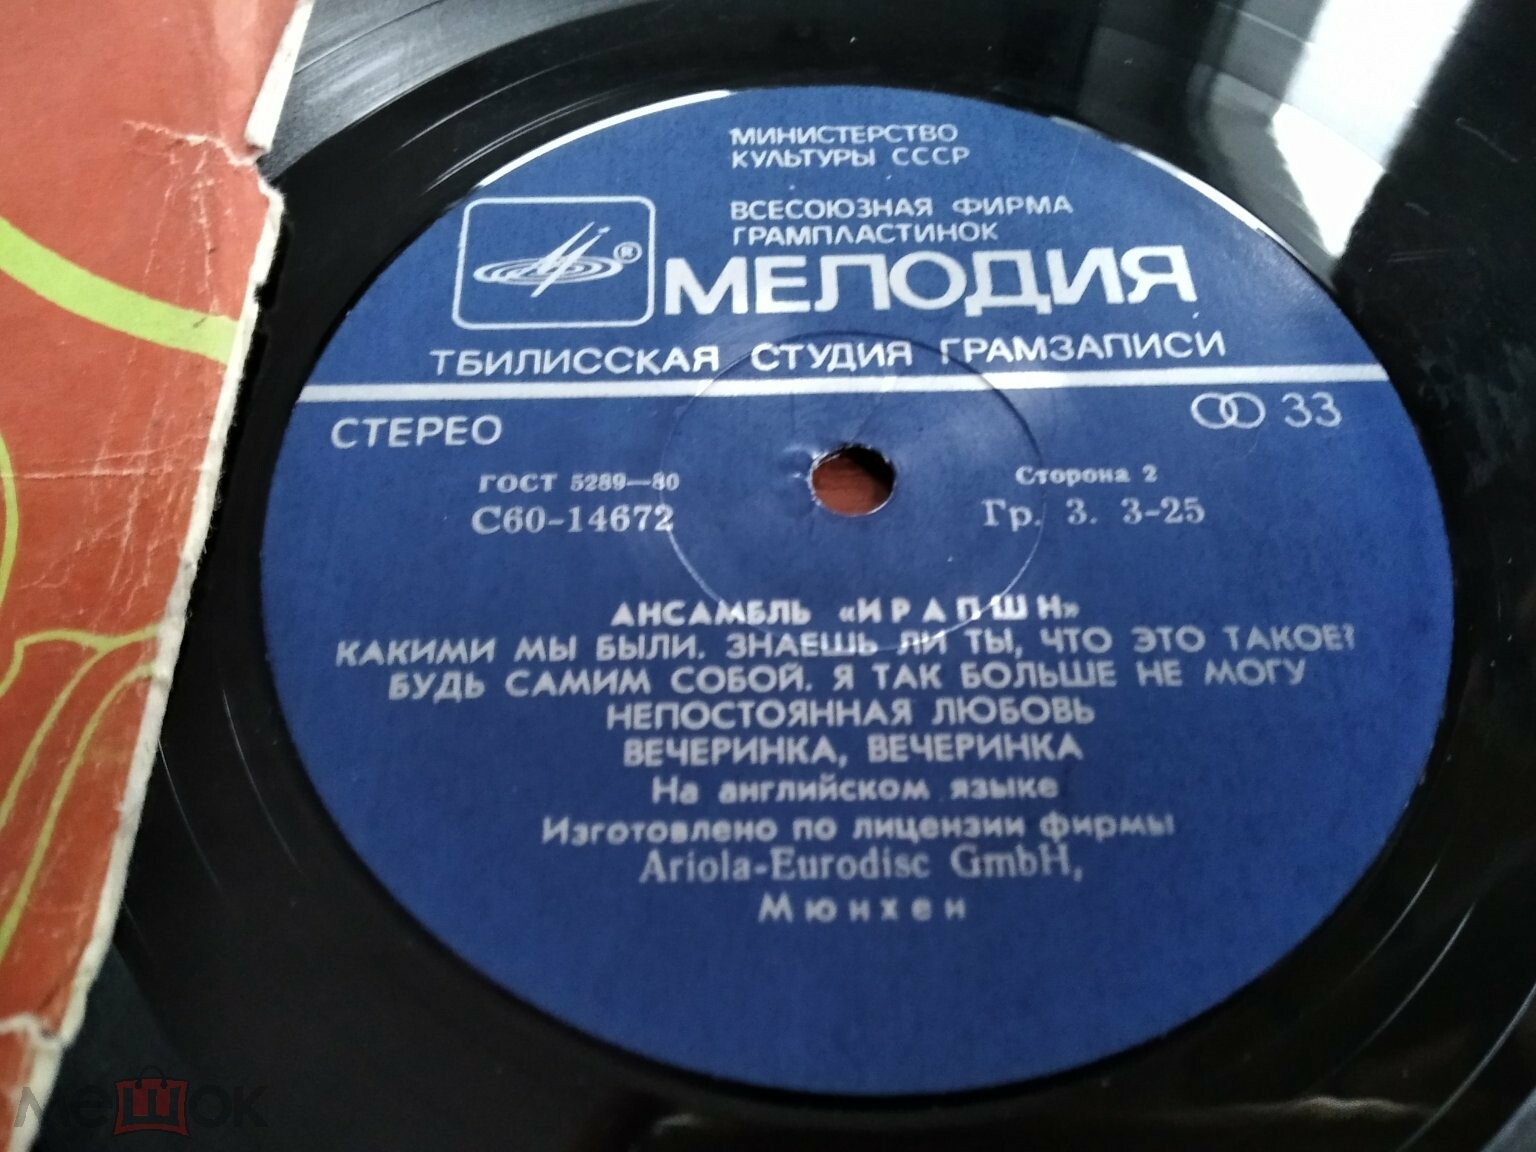 МИНИСТЕРСТВО
КУЛЬТУРЫ СССР
ВСЕСОЮЗНАЯ ФИРМА
ГРАМПЛАСТИНОК
®
МЕЛОДИЯ
ТБИЛИССКАЯ СТУДИЯ ГРАМЗАПИСИ
СТЕРЕО
33
ГОСТ 5289—80
Сторона 2
С60-14672
Гр. 3. 3-25
АНСАМБЛЬ «ИРАПШН»
КАКИМИ МЫ БЫЛИ. ЗНАЕШЬ ЛИ ТЫ, ЧТО ЭТО ТАКОЕ?
БУДЬ САМИМ СОБОЙ. Я ТАК БОЛЬШЕ НЕ МОГУ
НЕПОСТОЯННАЯ ЛЮБОВЬ
ВЕЧЕРИНКА, ВЕЧЕРИНКА
На английском языке
Изготовлено по лицензии фирмы
Ariola-Eurodisc GmbH,
Мюнхен
мешок